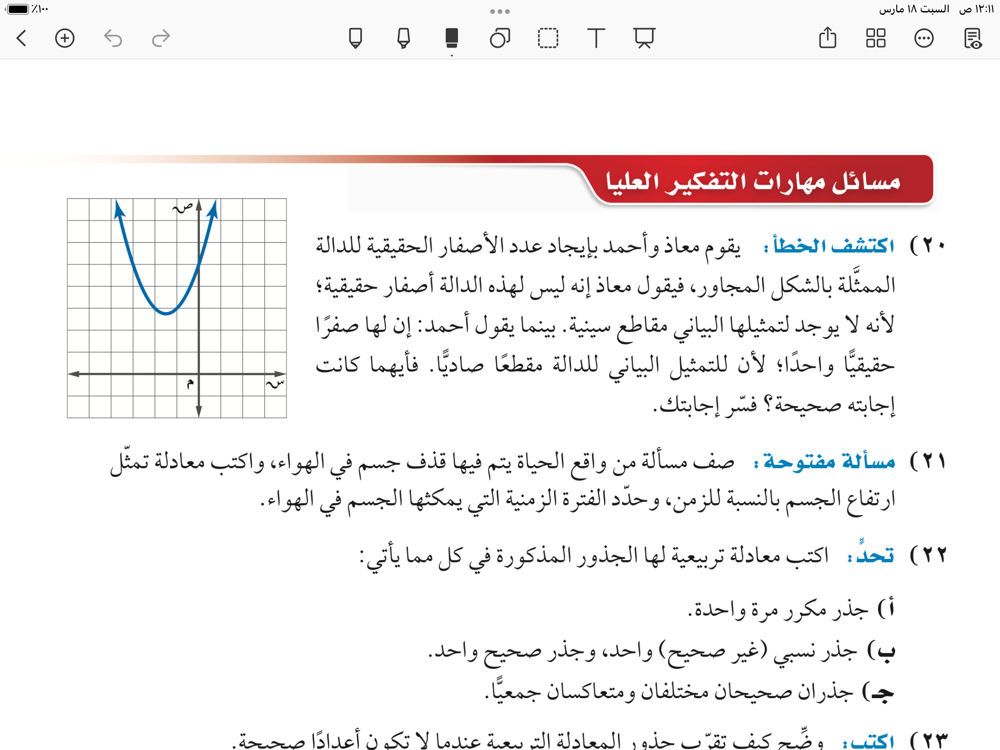 ١٢:١١ ص السبت ١٨ مارس
٪١٠٠
مسائل مهارات التفكير العليا
٢٠) اكتشف الخطأ: يقوم معاذ وأحمد بإيجاد عدد الأصفار الحقيقية للدالة
الممثَّلة بالشكل المجاور، فيقول معاذ إنه ليس لهذه الدالة أصفار حقيقية؛
لأنه لا يوجد لتمثيلها البياني مقاطع سينية. بينما يقول أحمد: إن لها صفرًا
حقيقيًّا واحدًا؛ لأن للتمثيل البياني للدالة مقطعًا صاديًّا. فأيهما كانت
إجابته صحيحة؟ فسّر إجابتك.
ص
م
س
٢١) مسألة مفتوحة: صف مسألة من واقع الحياة يتم فيها قذف جسم في الهواء، واكتب معادلة تمثّل
ارتفاع الجسم بالنسبة للزمن، وحدّد الفترة الزمنية التي يمكثها الجسم في الهواء.
٢٢) تحدٍّ: اكتب معادلة تربيعية لها الجذور المذكورة في كل مما يأتي:
أ) جذر مكرر مرة واحدة.
ب) جذر نسبي (غير صحيح) واحد، وجذر صحيح واحد.
جـ) جذران صحيحان مختلفان ومتعاكسان جمعيًّا.
٢٣) اكتب: وضِّح كيف تقرّب جذور المعادلة التربيعية عندما لا تكون أعدادًا صحيحة.